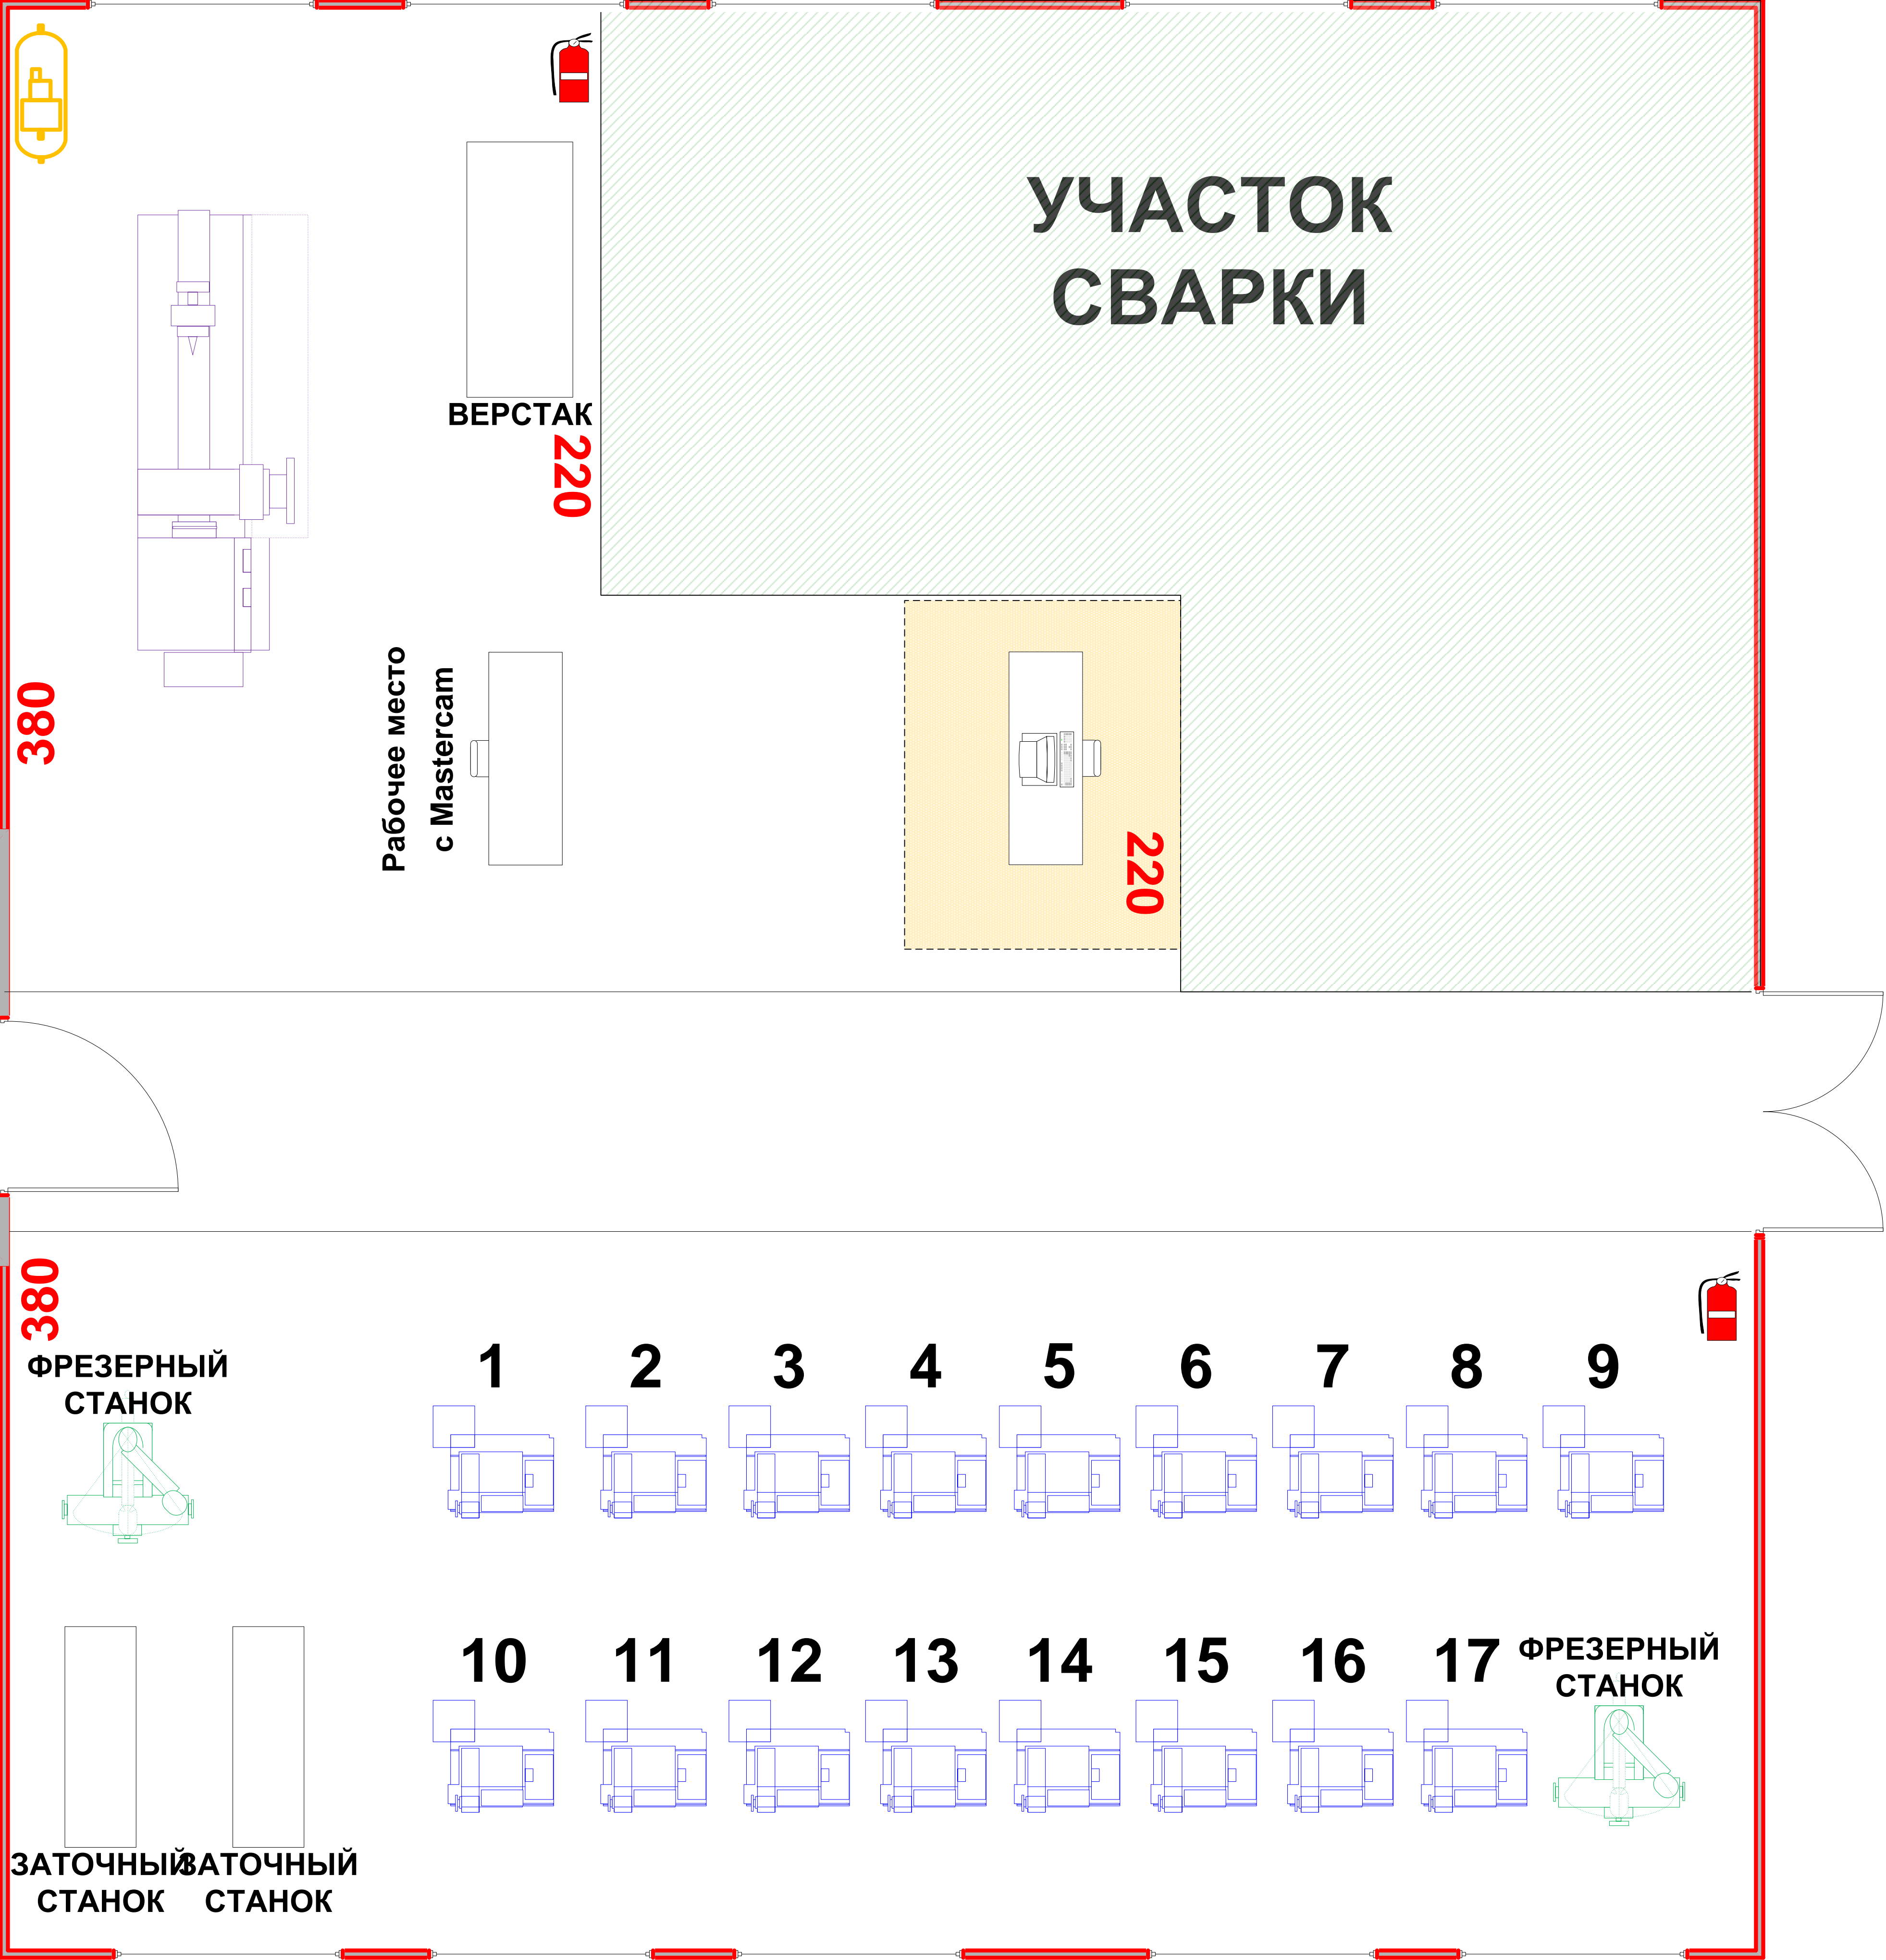 УЧАСТОК
СВАРКИ
ВЕРСТАК
220
Рабочее место
с Mastercam
380
220
380
ФРЕЗЕРНЫЙ
СТАНОК
1 2 3 4 5 6 7 8 9
10 11 12 13 14 15 16 17
ФРЕЗЕРНЫЙ
СТАНОК
ЗАТОЧНЫЙ
СТАНОК
ЗАТОЧНЫЙ
СТАНОК